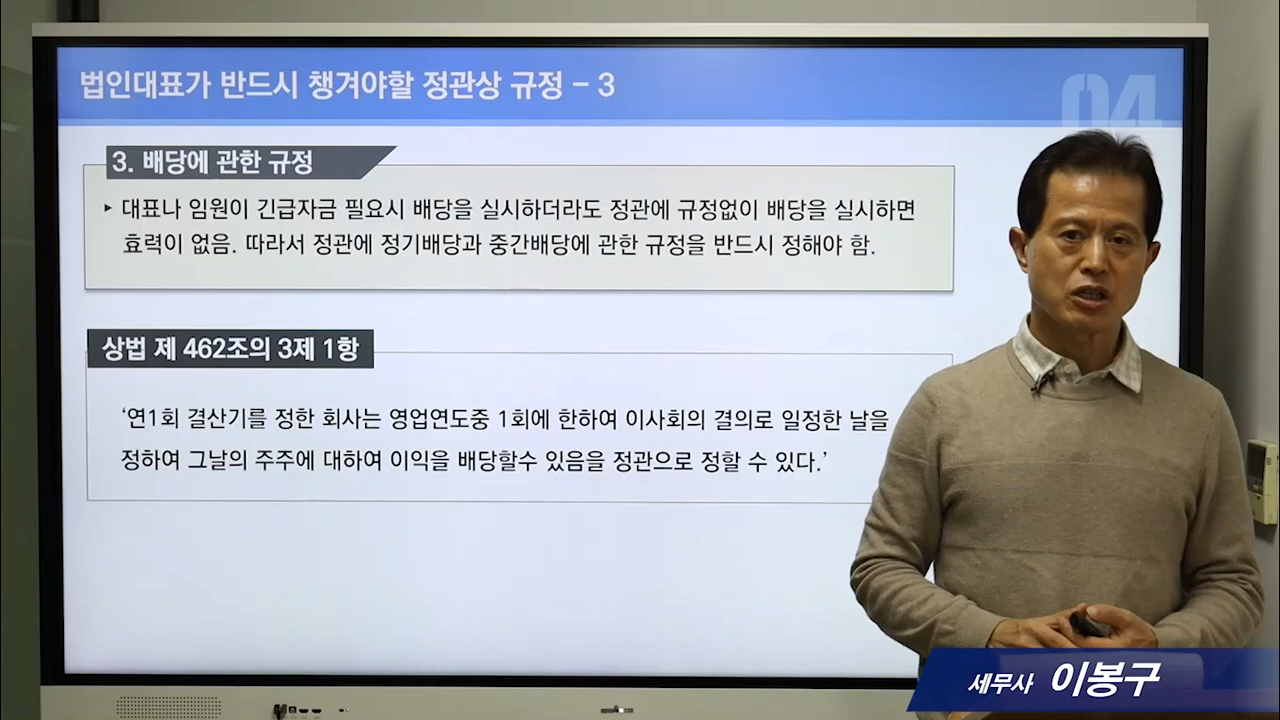 법인대표가 반드시 챙겨야할 정관상 규정 – 3
04
3. 배당에 관한 규정
‣ 대표나 임원이 긴급자금 필요시 배당을 실시하더라도 정관에 규정없이 배당을 실시하면
효력이 없음. 따라서 정관에 정기배당과 중간배당에 관한 규정을 반드시 정해야 함.
상법 제 462조의 3제 1항
‘연1회 결산기를 정한 회사는 영업연도중 1회에 한하여 이사회의 결의로 일정한 날을
정하여 그날의 주주에 대하여 이익을 배당할수 있음을 정관으로 정할 수 있다.’
세무사 이봉구